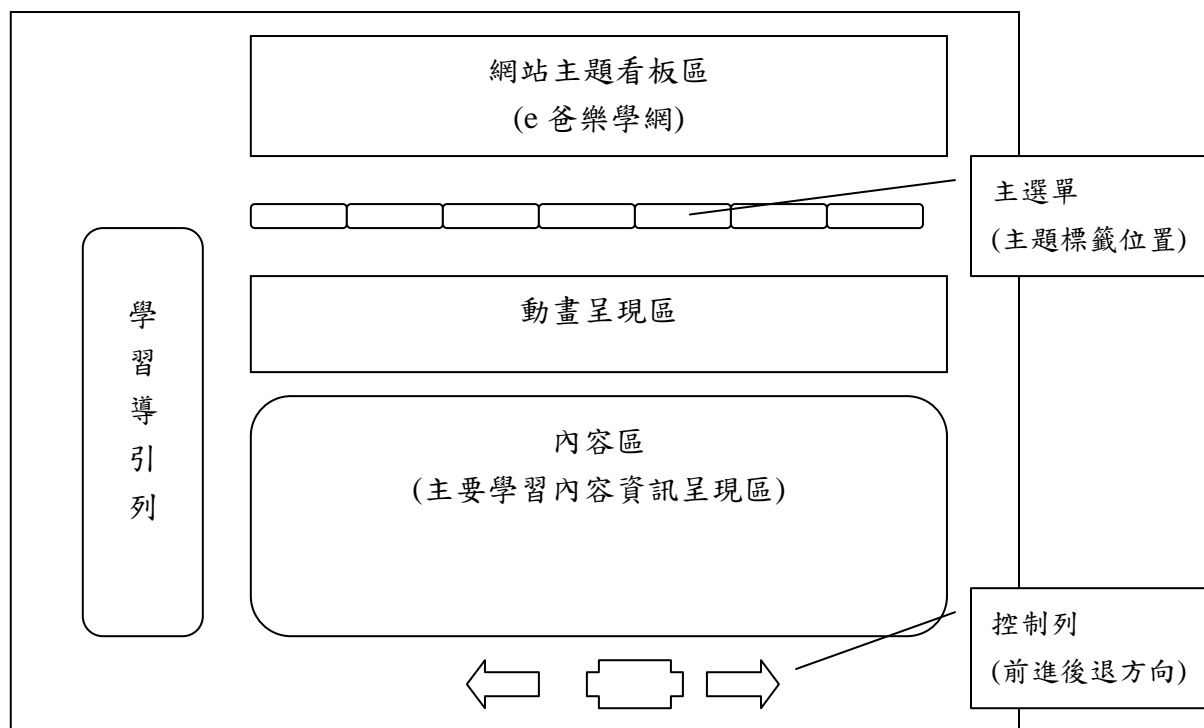 網站主題看板區
(e 爸樂學網)
主選單
(主題標籤位置)
學習導引列
動畫呈現區
內容區
(主要學習內容資訊呈現區)
控制列
(前進後退方向)